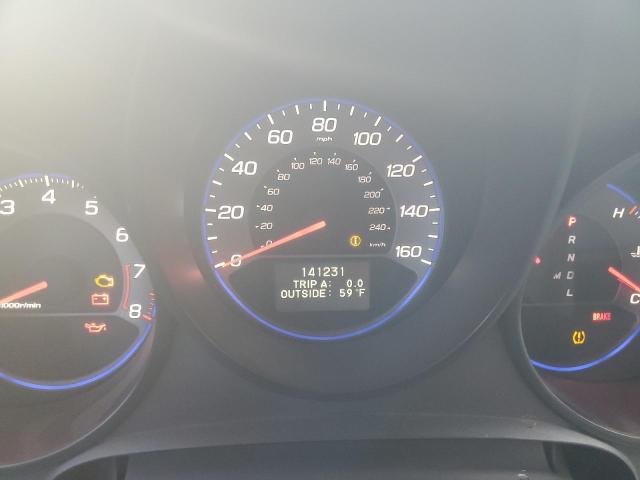 3 4 5 6 7 8
1000r/min
0 20 40 60 80 100 120 140 160
mph
0 20 40 60 80 100 120 140 160 180 200 220 240
km/h
141231
TRIP A: 0.0
OUTSIDE: 59°F
P
R
N
M D
L
H
C
BRAKE